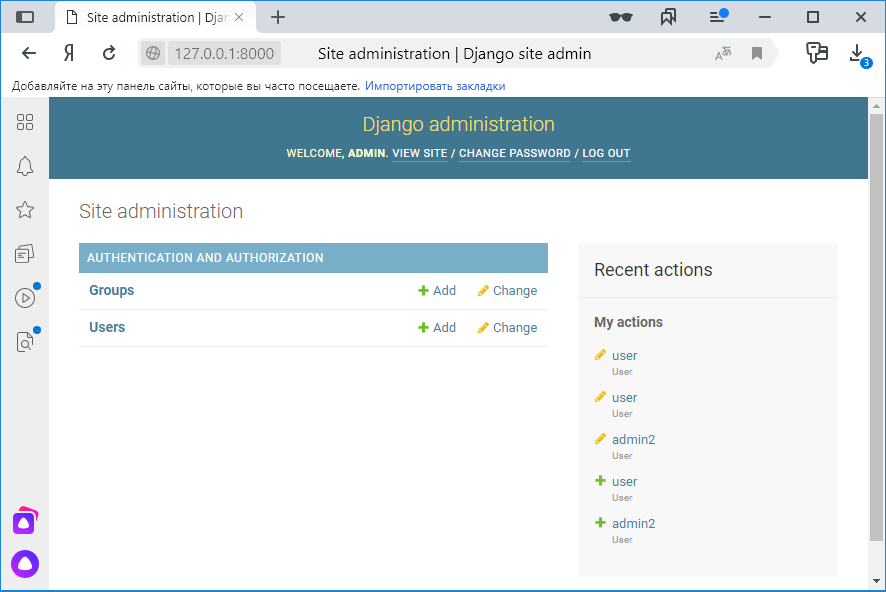 Site administration | Djan
Я
127.0.0.1:8000
Site administration | Django site admin
3
Добавляйте на эту панель сайты, которые вы часто посещаете. Импортировать закладки
Django administration
WELCOME, ADMIN. VIEW SITE / CHANGE PASSWORD / LOG OUT
Site administration
AUTHENTICATION AND AUTHORIZATION
Groups Add Change
Users Add Change
Recent actions
My actions
user
User
user
User
admin2
User
user
User
admin2
User